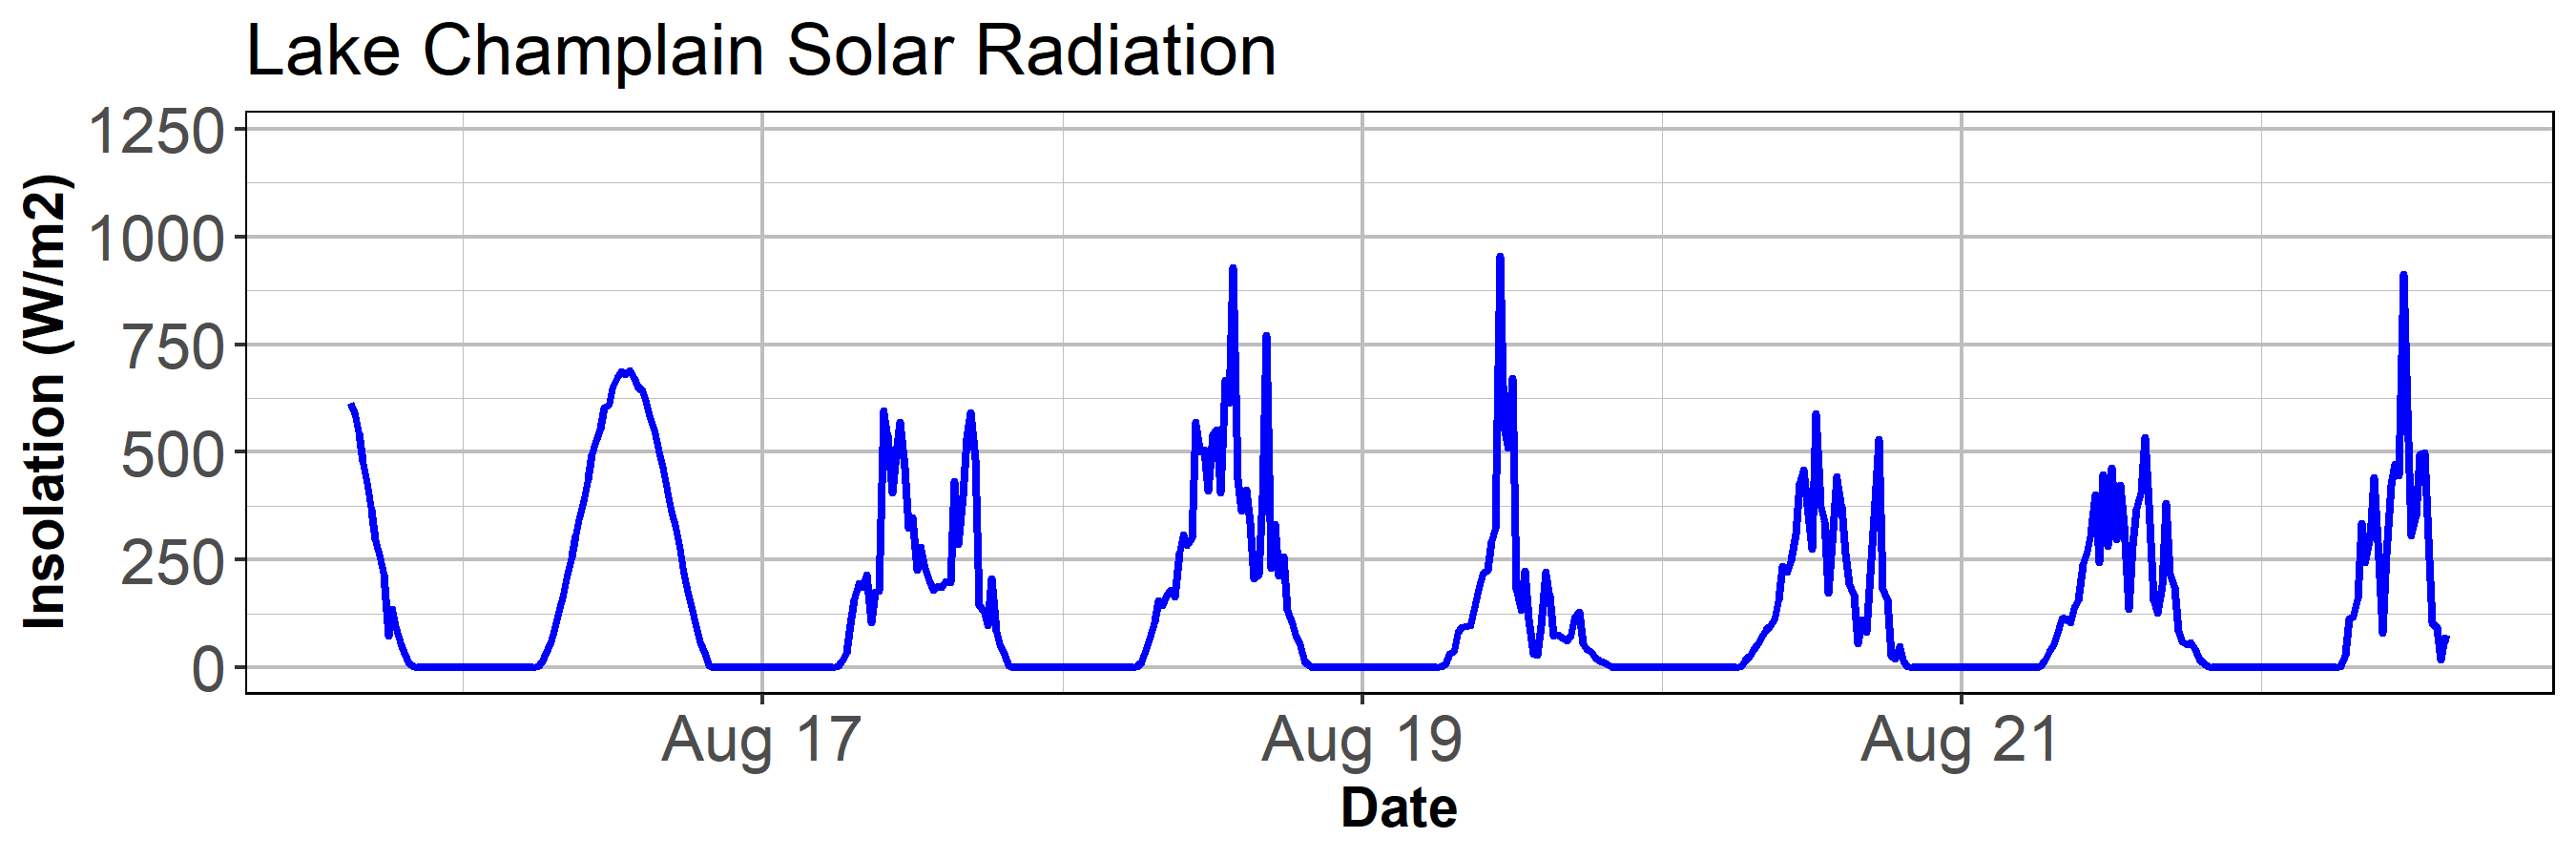 Lake Champlain Solar Radiation
1250
1000
750
500
250
0
Insolation (W/m2)
Aug 17
Aug 19
Aug 21
Date